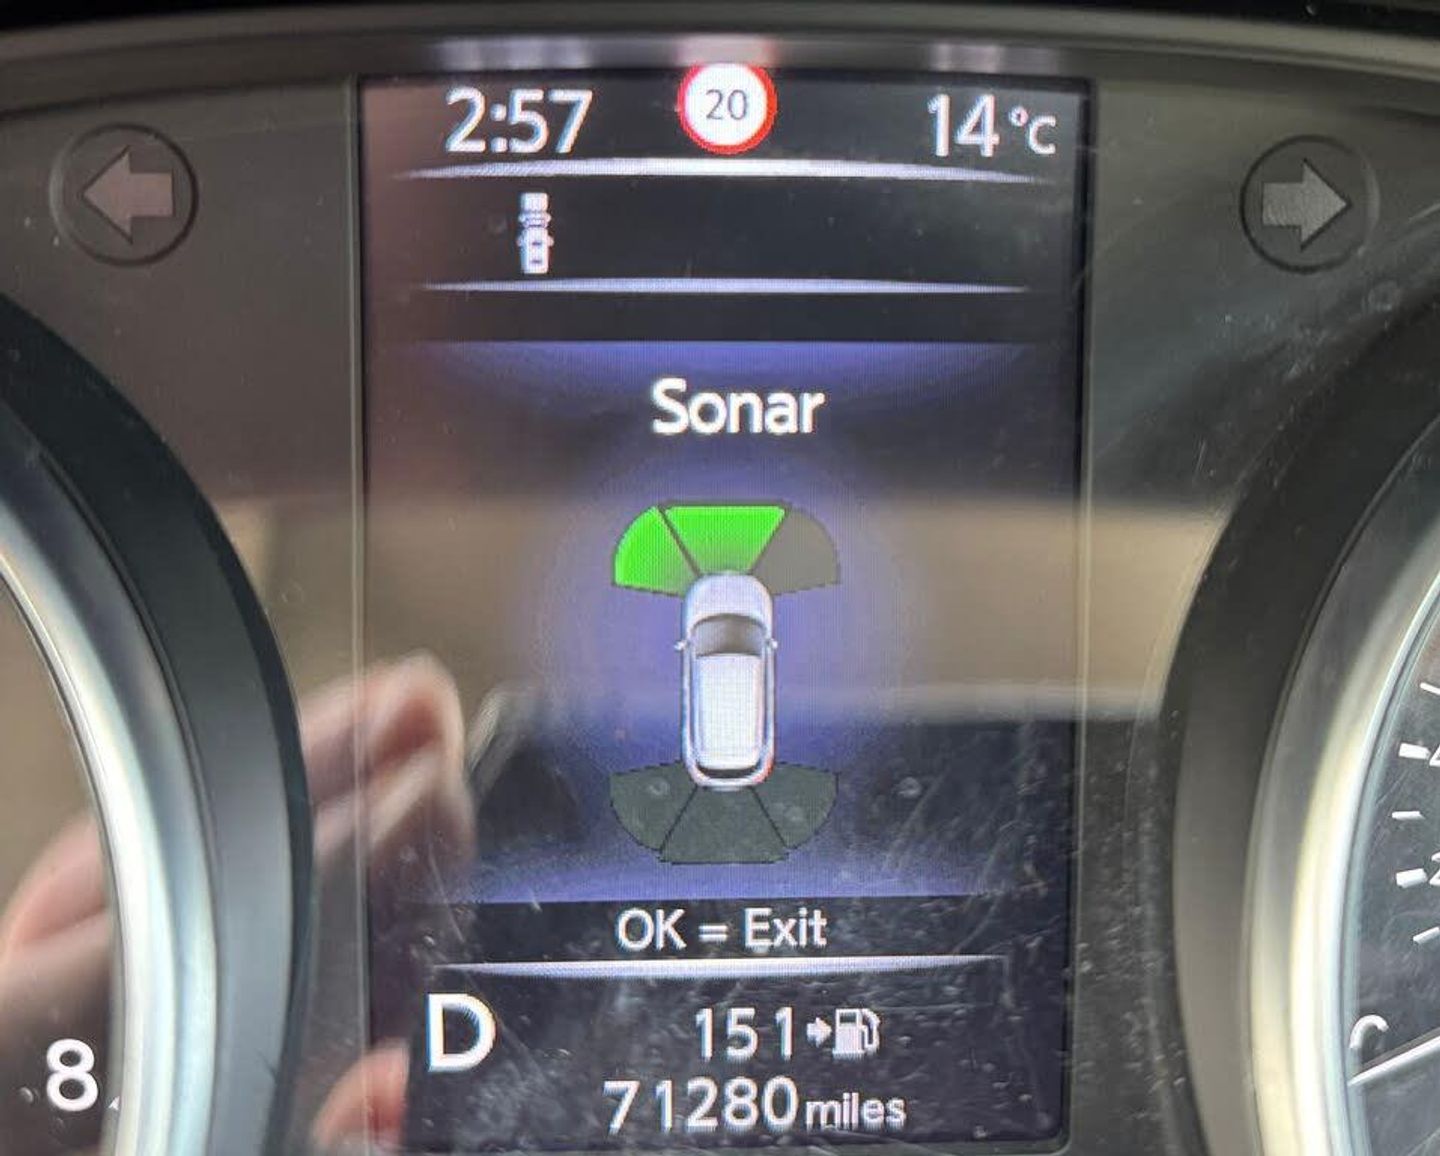 2:57 20 14°C
Sonar
OK = Exit
D 151
71280 miles
8